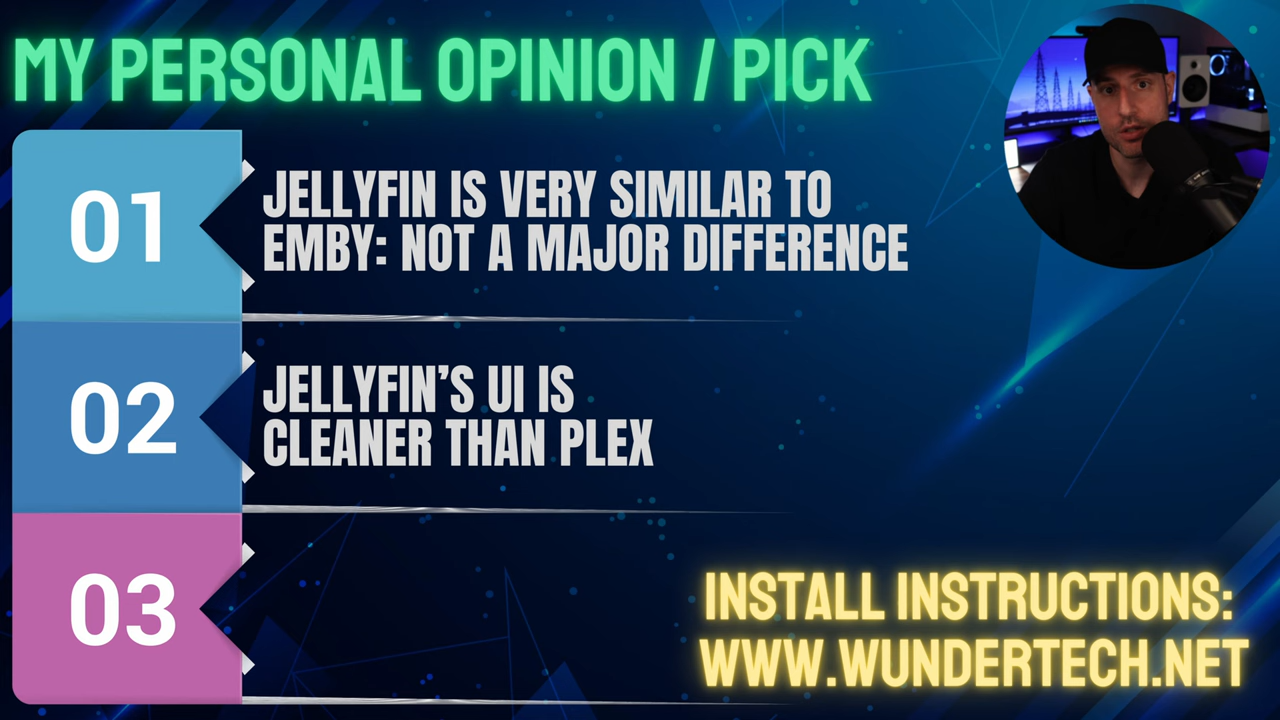 MY PERSONAL OPINION / PICK
01
JELLYFIN IS VERY SIMILAR TO
EMBY: NOT A MAJOR DIFFERENCE
02
JELLYFIN'S UI IS
CLEANER THAN PLEX
03
INSTALL INSTRUCTIONS:
WWW.WUNDERTECH.NET